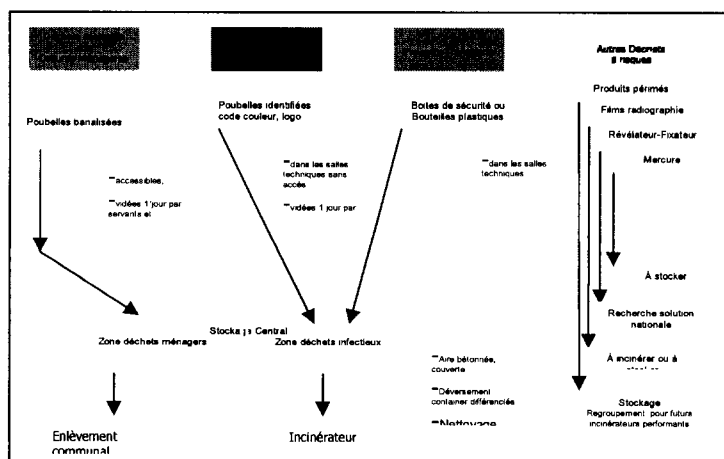 Autres Déchets
à risques
Produits périmés
Films radiographie
Révélateur-Fixateur
Mercure
Poubelles banalisées
Poubelles identifiées
code couleur, logo
Boites de sécurité ou
Bouteilles plastiques
accessibles,
vidées 1 jour par
servants et
dans les salles
techniques sans
accès
vidées 1 jour par
dans les salles
techniques
À stocker
Recherche solution
nationale
À incinérer ou à
Stockage Central
Zone déchets ménagers
Zone déchets infectieux
Aire bétonnée,
couverte
Déversement
container différenciés
Nettoyage
Stockage
Regroupement pour futurs
incinérateurs performants
Enlèvement
communal
Incinérateur